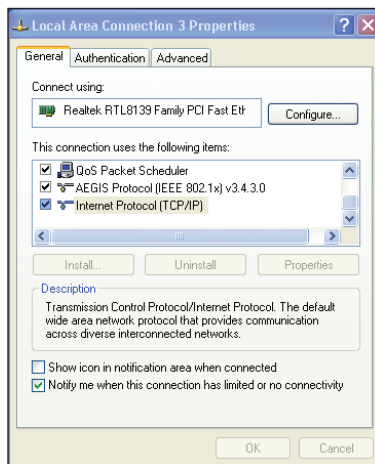 Local Area Connection 3 Properties
General Authentication Advanced
Connect using:
Realtek RTL8139 Family PCI Fast Eth
Configure...
This connection uses the following items:
QoS Packet Scheduler
AEGIS Protocol (IEEE 802.1x) v3.4.3.0
Internet Protocol (TCP/IP)
Install... Uninstall Properties
Description
Transmission Control Protocol/Internet Protocol. The default
wide area network protocol that provides communication
across diverse interconnected networks.
Show icon in notification area when connected
Notify me when this connection has limited or no connectivity
OK Cancel